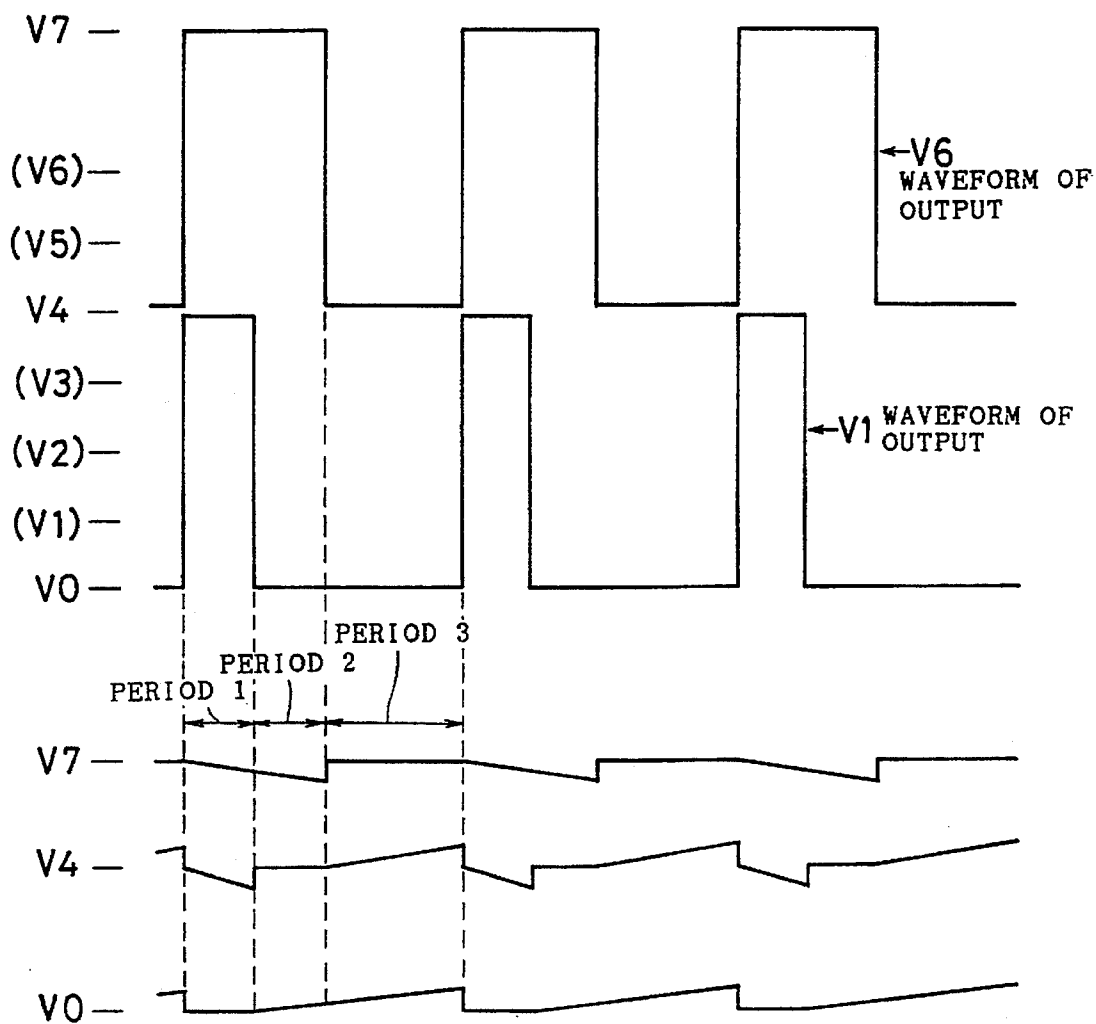 V7
(V6)
(V5)
V4
(V3)
(V2)
(V1)
V0
V6
WAVEFORM OF
OUTPUT
V1 WAVEFORM OF
OUTPUT
PERIOD 3
PERIOD 2
PERIOD 1
V7
V4
V0